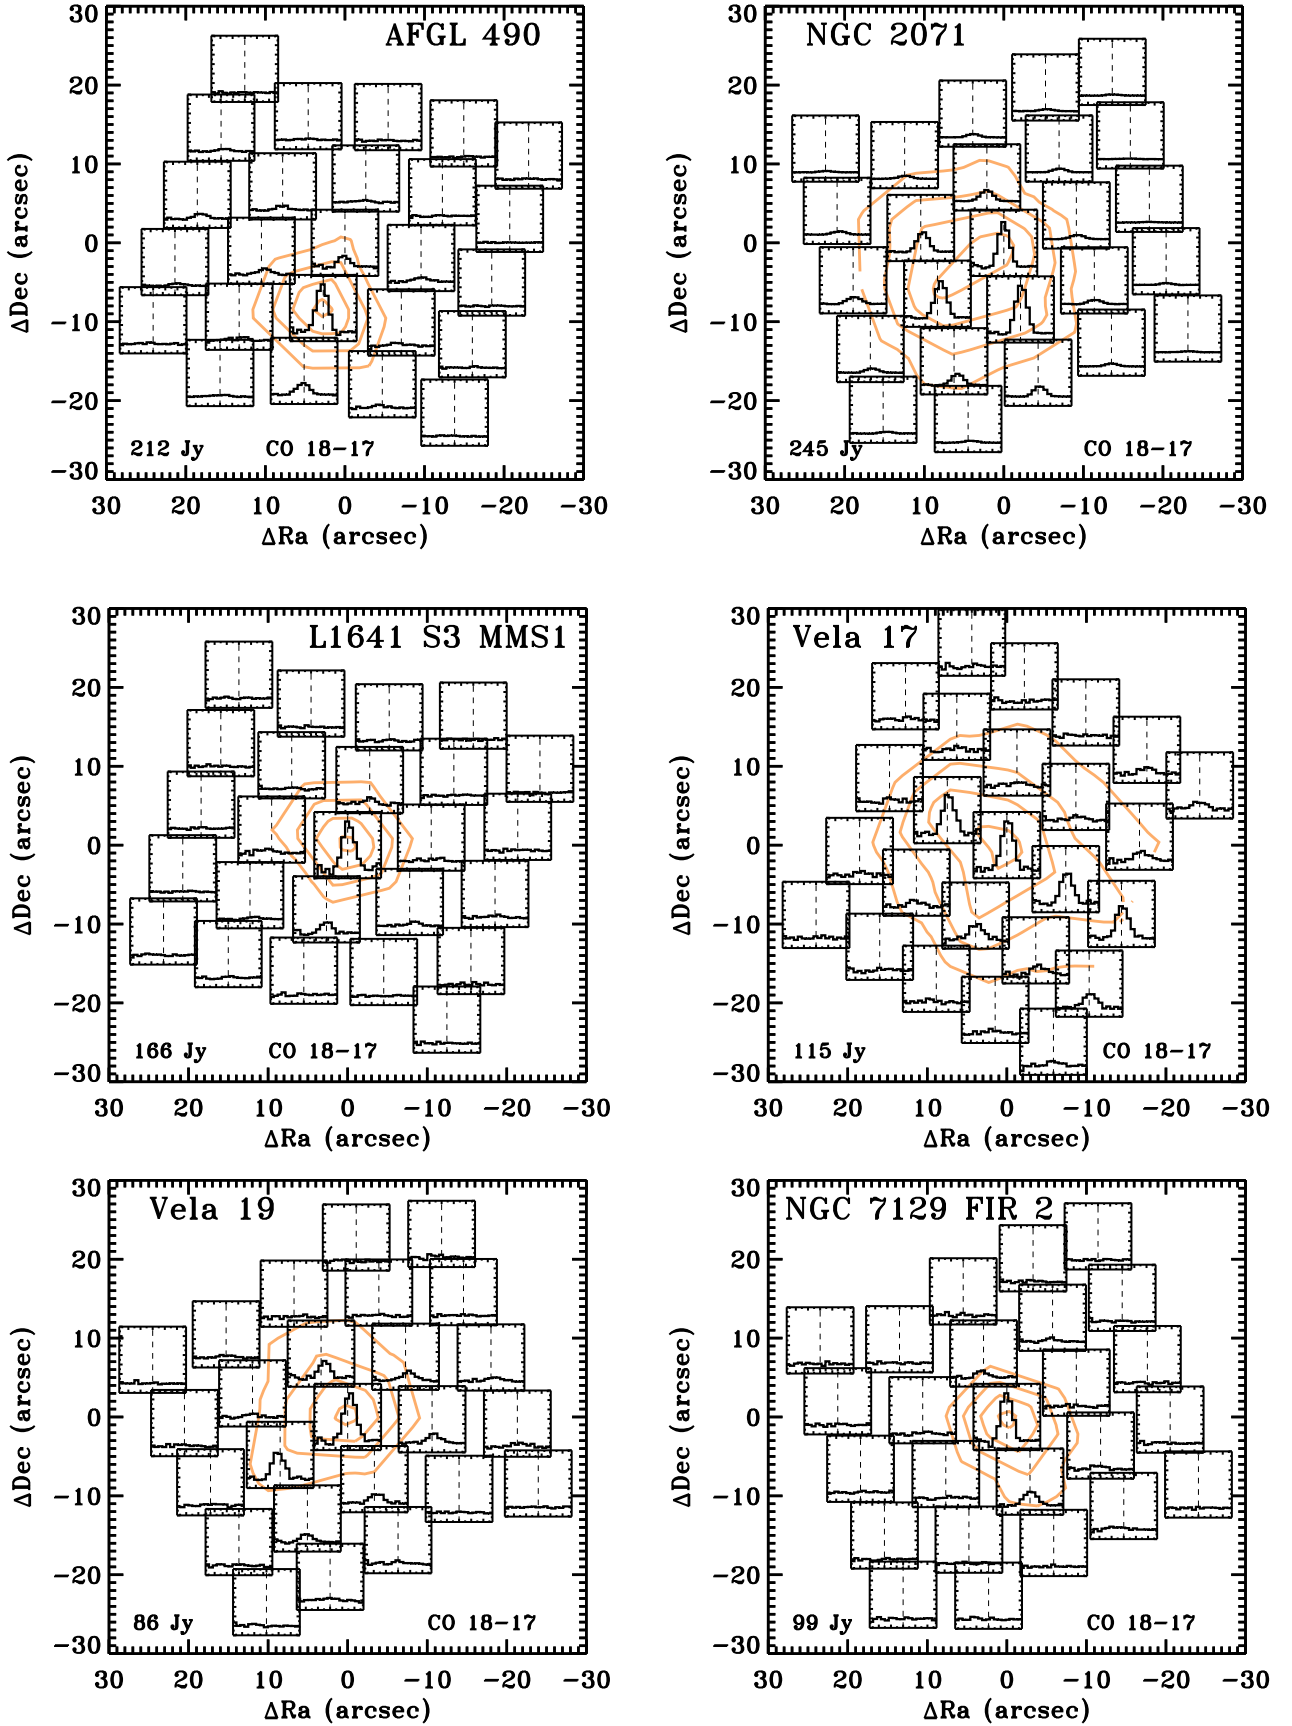 AFGL 490
30
20
10
0
−10
−20
−30
ΔDec (arcsec)
212 Jy CO 18−17
30 20 10 0 −10 −20 −30
ΔRa (arcsec)
NGC 2071
30
20
10
0
−10
−20
−30
ΔDec (arcsec)
245 Jy CO 18−17
30 20 10 0 −10 −20 −30
ΔRa (arcsec)
L1641 S3 MMS1
30
20
10
0
−10
−20
−30
ΔDec (arcsec)
166 Jy CO 18−17
30 20 10 0 −10 −20 −30
ΔRa (arcsec)
Vela 17
30
20
10
0
−10
−20
−30
ΔDec (arcsec)
115 Jy CO 18−17
30 20 10 0 −10 −20 −30
ΔRa (arcsec)
Vela 19
30
20
10
0
−10
−20
−30
ΔDec (arcsec)
86 Jy CO 18−17
30 20 10 0 −10 −20 −30
ΔRa (arcsec)
NGC 7129 FIR 2
30
20
10
0
−10
−20
−30
ΔDec (arcsec)
99 Jy CO 18−17
30 20 10 0 −10 −20 −30
ΔRa (arcsec)